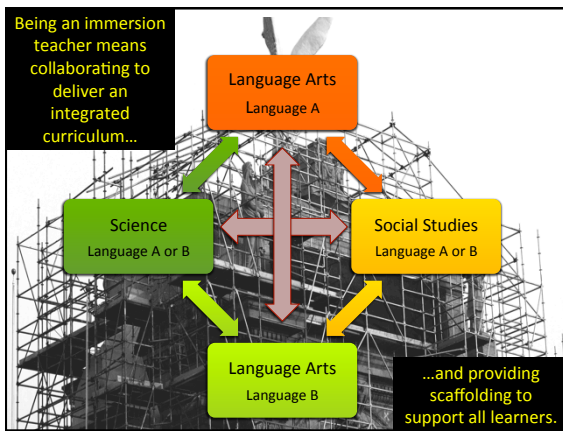 Being an immersion
teacher means
collaborating to
deliver an
integrated
curriculum…
Language Arts
Language A
Science
Language A or B
Social Studies
Language A or B
Language Arts
Language B
…and providing
scaffolding to
support all learners.